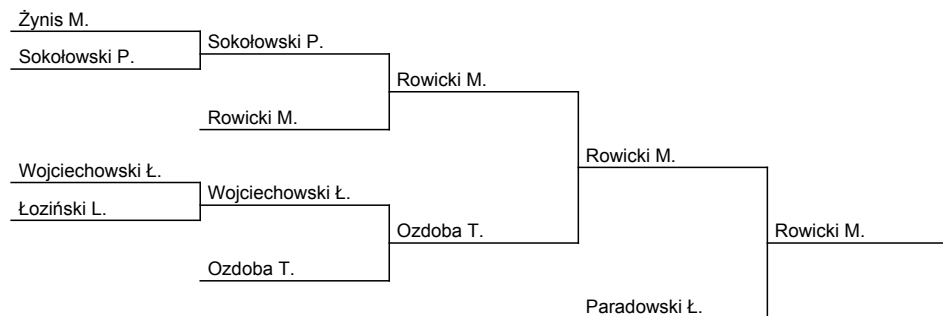 Żynis M.
Sokołowski P.
Sokołowski P.
Rowicki M.
Rowicki M.
Wojciechowski Ł.
Rowicki M.
Łoziński L.
Wojciechowski Ł.
Ozdoba T.
Rowicki M.
Ozdoba T.
Paradowski Ł.